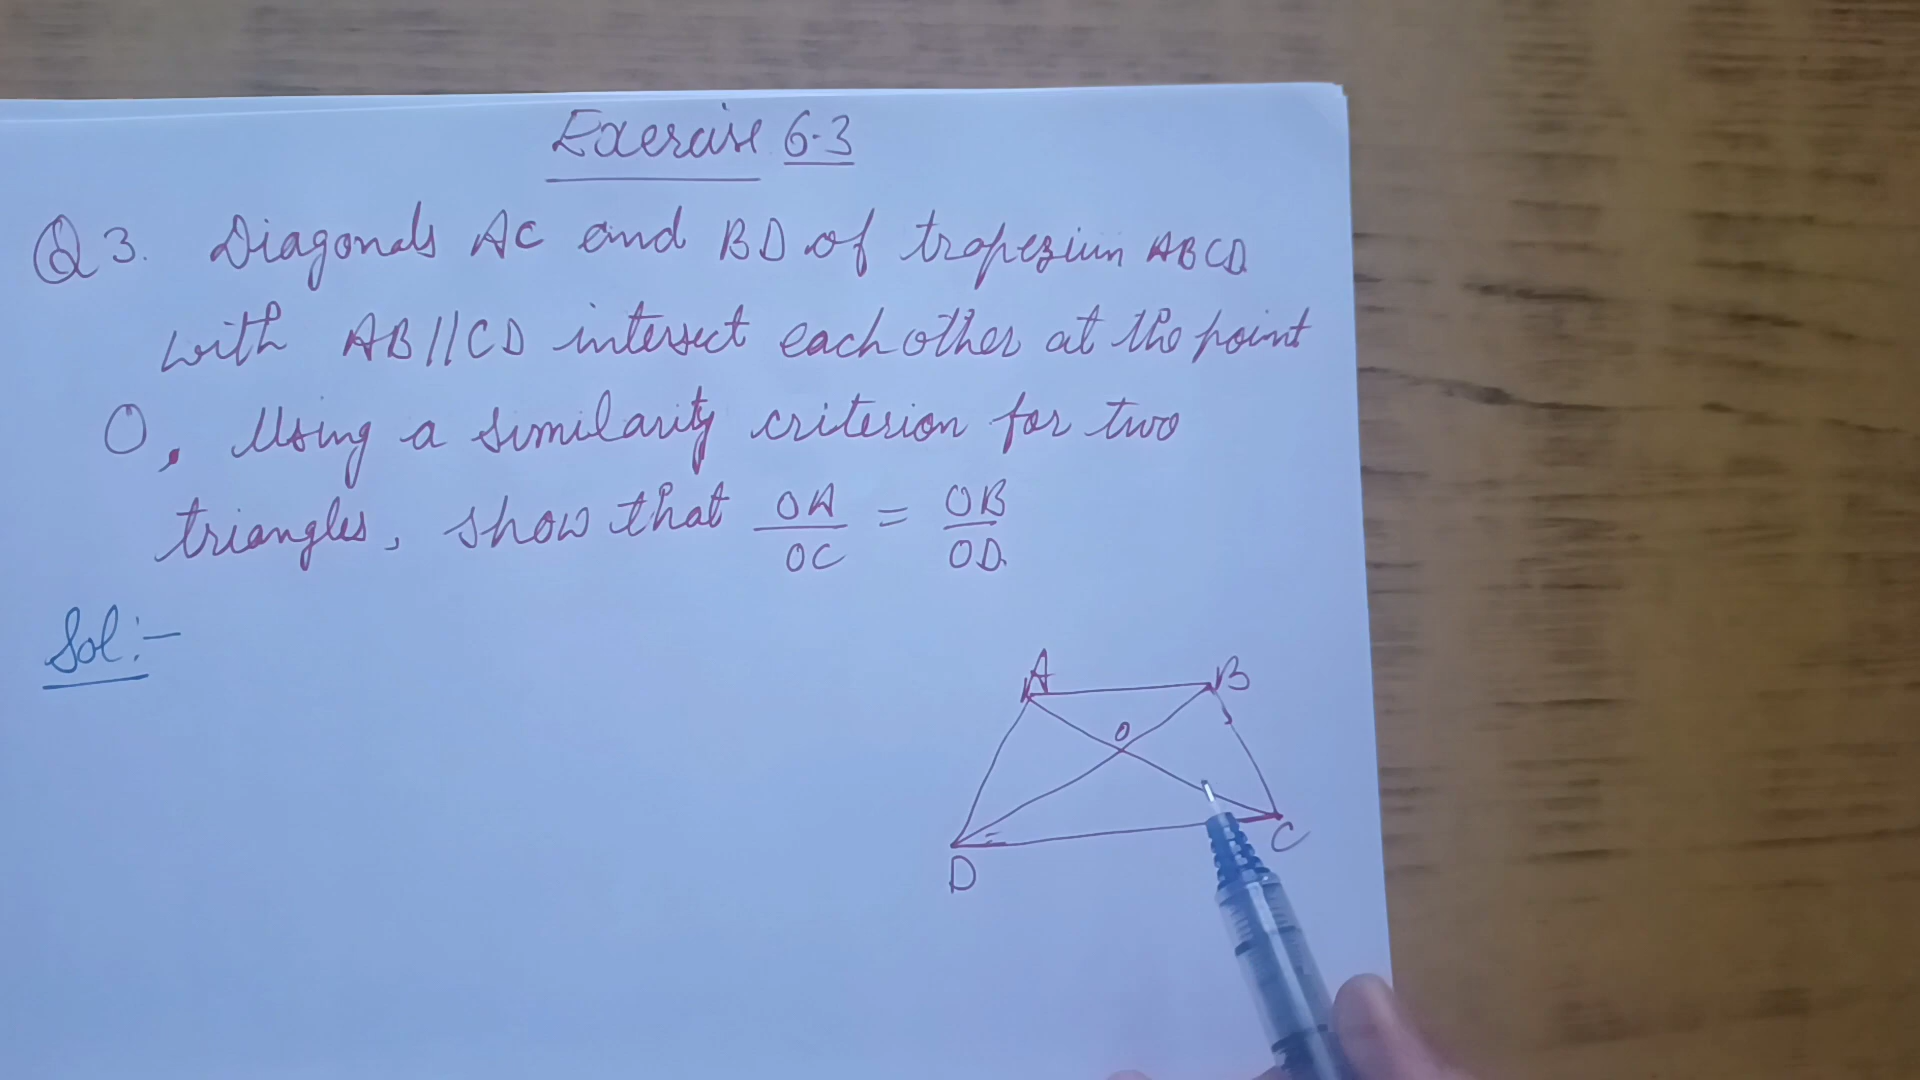 Exercise 6.3
Q3. Diagonals AC and BD of trapezium ABCD
with AB//CD intersect each other at the point
O, Using a similarity criterion for two
triangles, show that OA/OC = OB/OD.
Sol:-
A B
O
D C